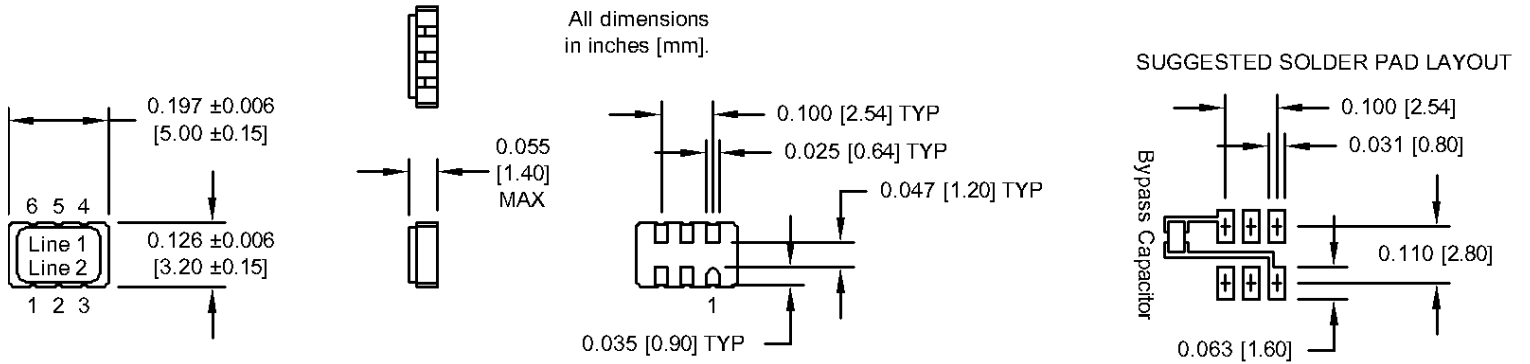 All dimensions
in inches [mm].
SUGGESTED SOLDER PAD LAYOUT
0.197 ±0.006
[5.00 ±0.15]
0.055
[1.40]
MAX
0.100 [2.54] TYP
0.025 [0.64] TYP
0.047 [1.20] TYP
0.100 [2.54]
0.031 [0.80]
Bypass Capacitor
6 5 4
Line 1
Line 2
1 2 3
0.126 ±0.006
[3.20 ±0.15]
1
0.035 [0.90] TYP
0.110 [2.80]
0.063 [1.60]